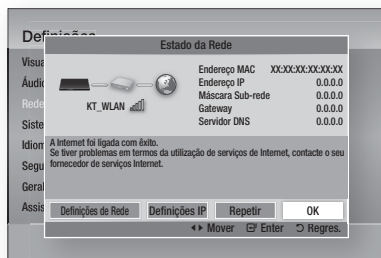 Definições
Estado da Rede
Visua
Áudio
Rede
Siste
Idiom
Segu
Geral
Assis
KT_WLAN
Endereço MAC XX:XX:XX:XX:XX:XX
Endereço IP 0.0.0.0
Máscara Sub-rede 0.0.0.0
Gateway 0.0.0.0
Servidor DNS 0.0.0.0
A Internet foi ligada com êxito.
Se tiver problemas em termos da utilização de serviços de Internet, contacte o seu
fornecedor de serviços Internet.
Definições de Rede Definições IP Repetir OK
Mover Enter Regres.